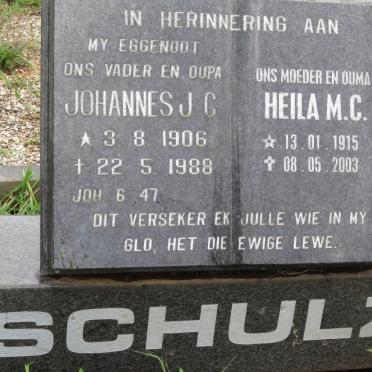 IN HERINNERING AAN
MY EGGENOOT
ONS VADER EN OUPA
JOHANNES J C
★ 3 8 1906
✝ 22 5 1988
JOH 6 47
ONS MOEDER EN OUMA
HEILA M.C.
☆ 13.01.1915
✝ 08.05.2003
DIT VERSEKER EK JULLE WIE IN MY
GLO, HET DIE EWIGE LEWE.
SCHULZ